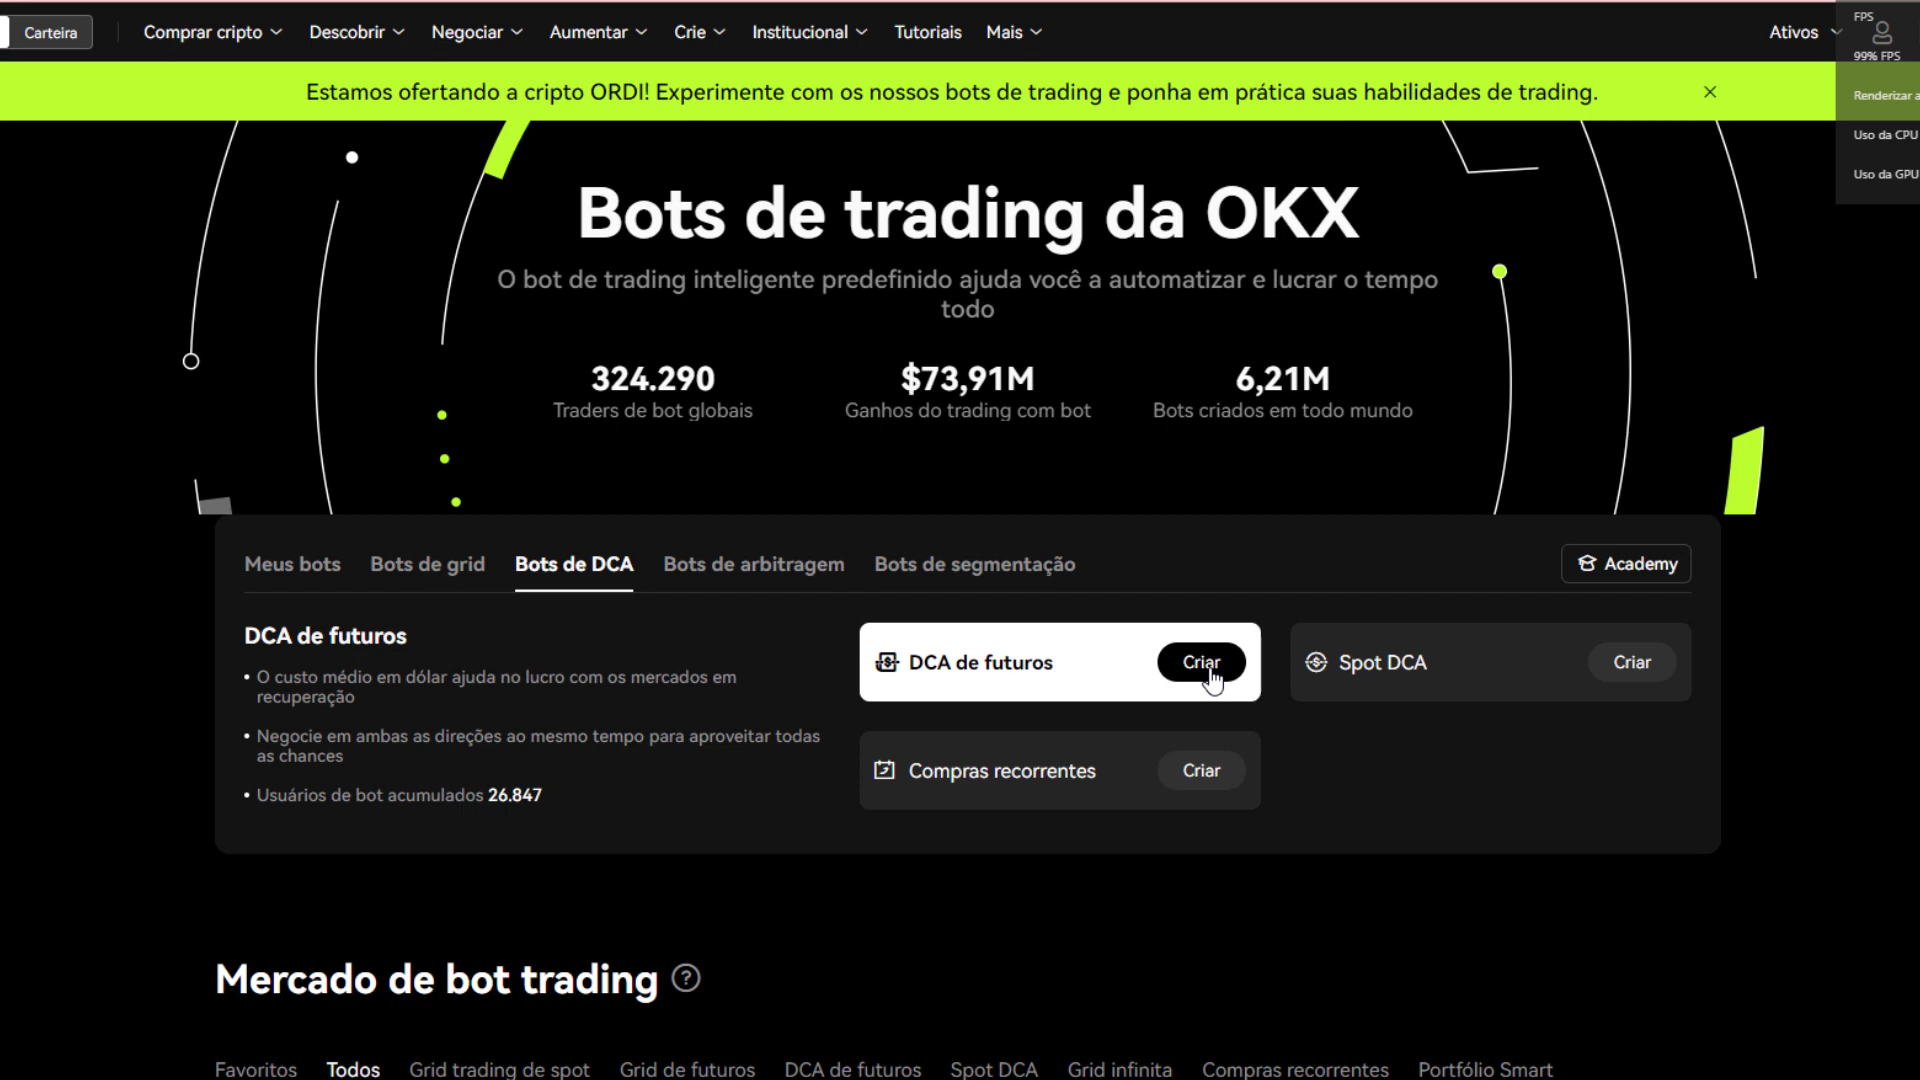 Carteira
Comprar cripto
Descobrir
Negociar
Aumentar
Crie
Institucional
Tutoriais
Mais
Ativos
FPS
99% FPS
Estamos ofertando a cripto ORDI! Experimente com os nossos bots de trading e ponha em prática suas habilidades de trading.
Renderizar a
Uso da CPU
Uso da GPU
Bots de trading da OKX
O bot de trading inteligente predefinido ajuda você a automatizar e lucrar o tempo
todo
324.290
Traders de bot globais
$73,91M
Ganhos do trading com bot
6,21M
Bots criados em todo mundo
Meus bots
Bots de grid
Bots de DCA
Bots de arbitragem
Bots de segmentação
Academy
DCA de futuros
• O custo médio em dólar ajuda no lucro com os mercados em
recuperação
• Negocie em ambas as direções ao mesmo tempo para aproveitar todas
as chances
• Usuários de bot acumulados 26.847
DCA de futuros
Criar
Spot DCA
Criar
Compras recorrentes
Criar
Mercado de bot trading
Favoritos
Todos
Grid trading de spot
Grid de futuros
DCA de futuros
Spot DCA
Grid infinita
Compras recorrentes
Portfólio Smart